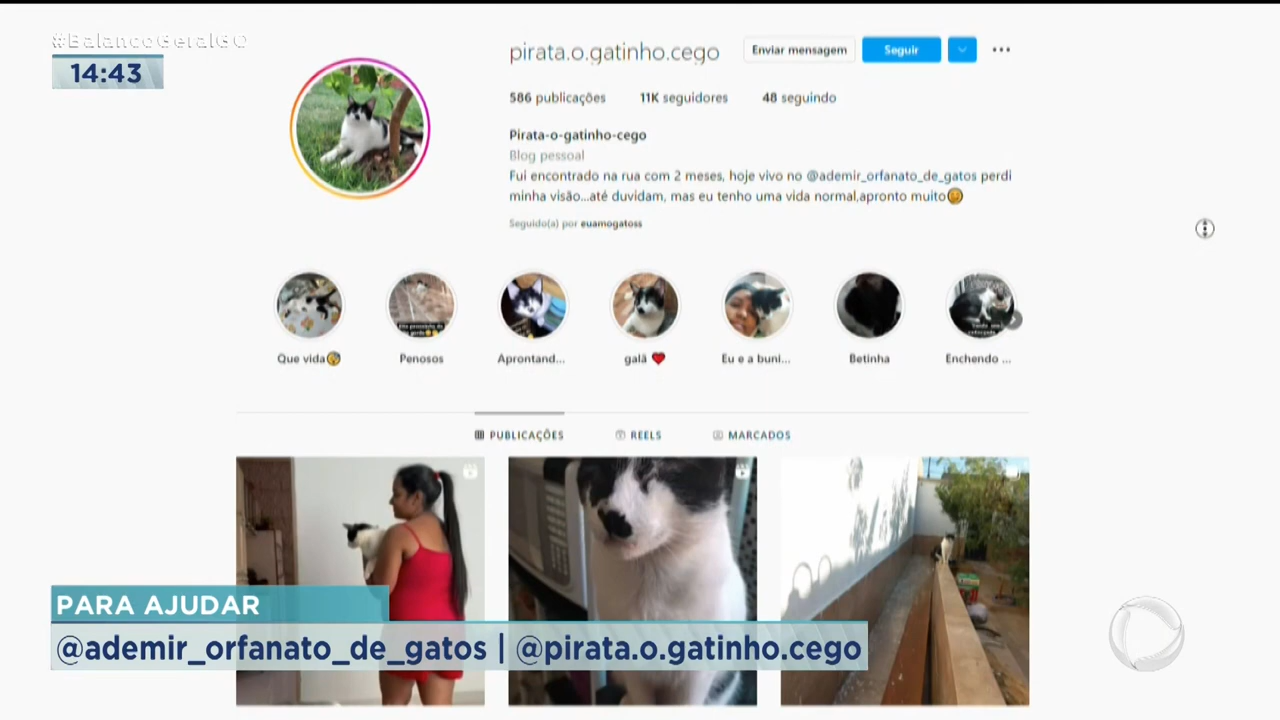 #BalancoGeralGO
14:43
pirata.o.gatinho.cego
Enviar mensagem
Seguir
586 publicações
11K seguidores
48 seguindo
Pirata-o-gatinho-cego
Blog pessoal
Fui encontrado na rua com 2 meses, hoje vivo no @ademir_orfanato_de_gatos perdi
minha visão...até duvidam, mas eu tenho uma vida normal,apronto muito
Seguido(a) por euamogatoss
Que vida
Penosos
Aprontand...
galã
Eu e a buni...
Betinha
Enchendo ...
PUBLICAÇÕES
REELS
MARCADOS
PARA AJUDAR
@ademir_orfanato_de_gatos | @pirata.o.gatinho.cego